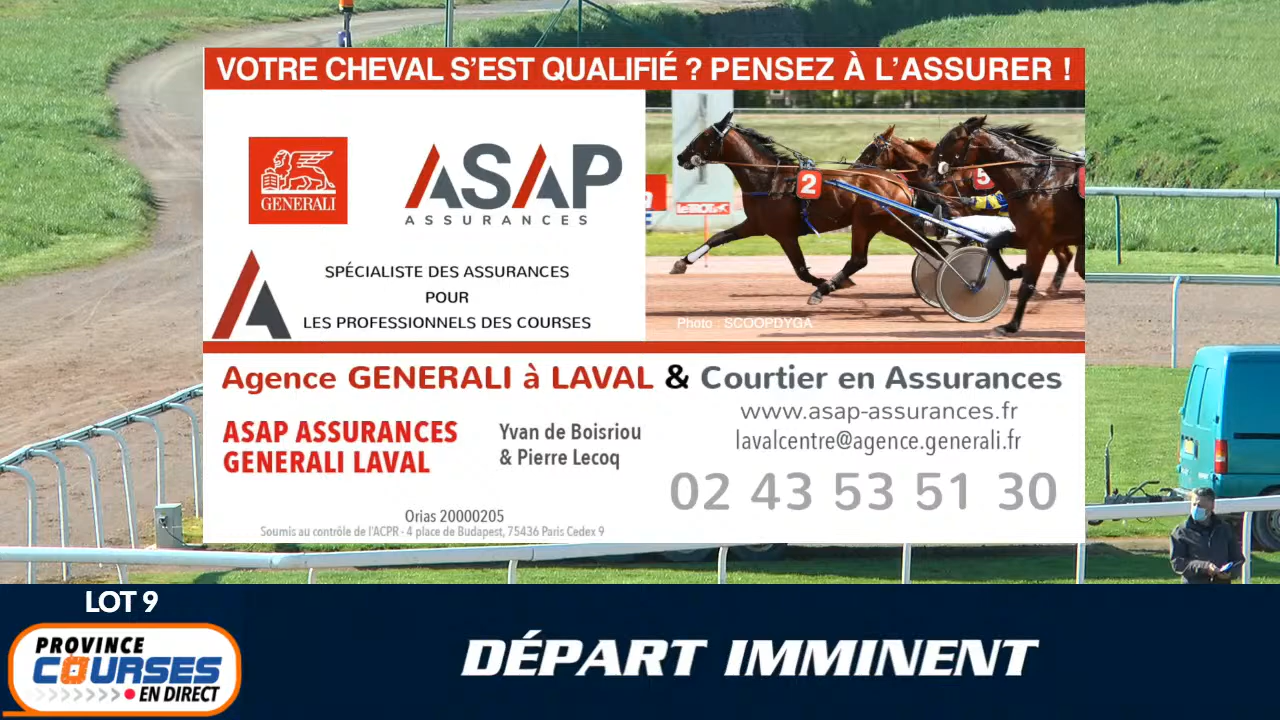 VOTRE CHEVAL S'EST QUALIFIÉ ? PENSEZ À L'ASSURER !
GENERALI
ASAP
ASSURANCES
SPÉCIALISTE DES ASSURANCES
POUR
LES PROFESSIONNELS DES COURSES
2
5
leTROT
Photo : SCOOPDYGA
Agence GENERALI à LAVAL & Courtier en Assurances
ASAP ASSURANCES
GENERALI LAVAL
Yvan de Boisriou
& Pierre Lecoq
www.asap-assurances.fr
lavalcentre@agence.generali.fr
02 43 53 51 30
Orias 20000205
Soumis au contrôle de l'ACPR - 4 place de Budapest, 75436 Paris Cedex 9
LOT 9
PROVINCE
COURSES
EN DIRECT
DÉPART IMMINENT